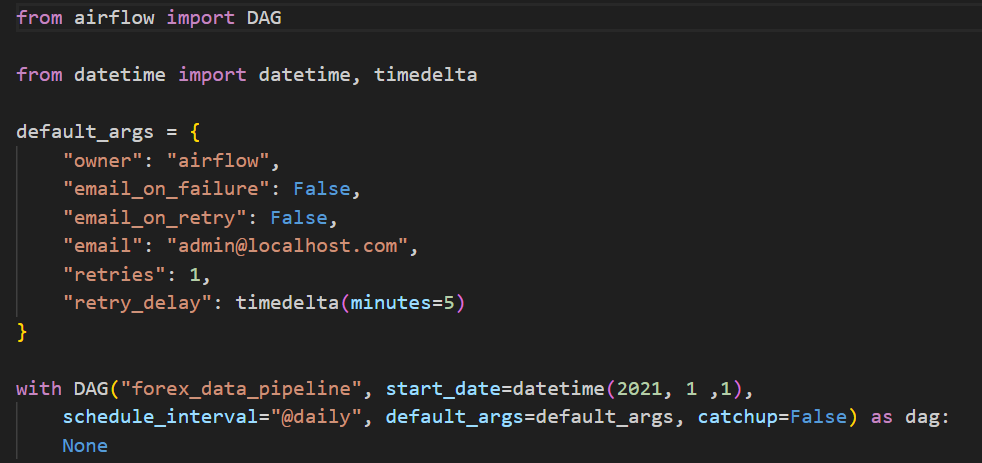 from airflow import DAG
from datetime import datetime, timedelta
default_args = {
    "owner": "airflow",
    "email_on_failure": False,
    "email_on_retry": False,
    "email": "admin@localhost.com",
    "retries": 1,
    "retry_delay": timedelta(minutes=5)
}
with DAG("forex_data_pipeline", start_date=datetime(2021, 1 ,1),
    schedule_interval="@daily", default_args=default_args, catchup=False) as dag:
    None